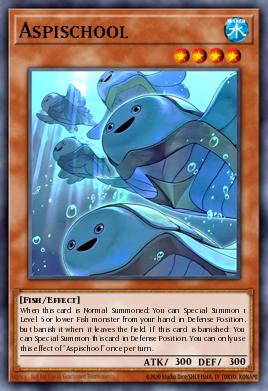 ASPISCHOOL
WATER
水
[FISH/EFFECT]
When this card is Normal Summoned: You can Special Summon 1
Level 5 or lower Fish monster from your hand in Defense Position,
but banish it when it leaves the field. If this card is banished: You
can Special Summon this card in Defense Position. You can only use
this effect of "Aspischool" once per turn.
ATK/ 300 DEF/ 300
©2020 Studio Dice/SHUEISHA, TV TOKYO, KONAMI